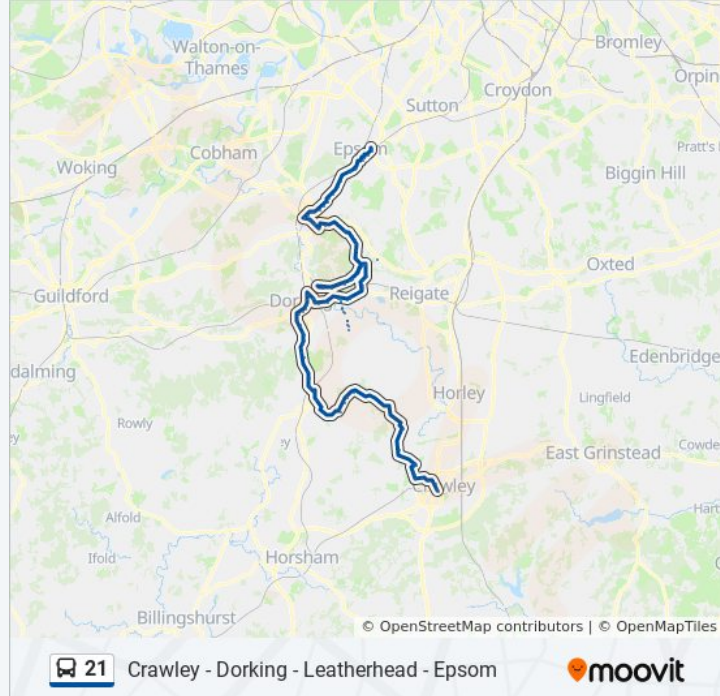 Walton-on-
Thames
Bromley
Orpin
Croydon
Sutton
Epsom
Cobham
Pratt's
Woking
Biggin Hill
Oxted
Guildford
Dorking
Reigate
Edenbridge
dalming
Horley
Lingfield
Rowly
East Grinstead
Cowde
ey
Crawley
Alfold
Hart
Ifold
Horsham
Billingshurst
© OpenStreetMap contributors | © OpenMapTiles
21 Crawley - Dorking - Leatherhead - Epsom
moovit